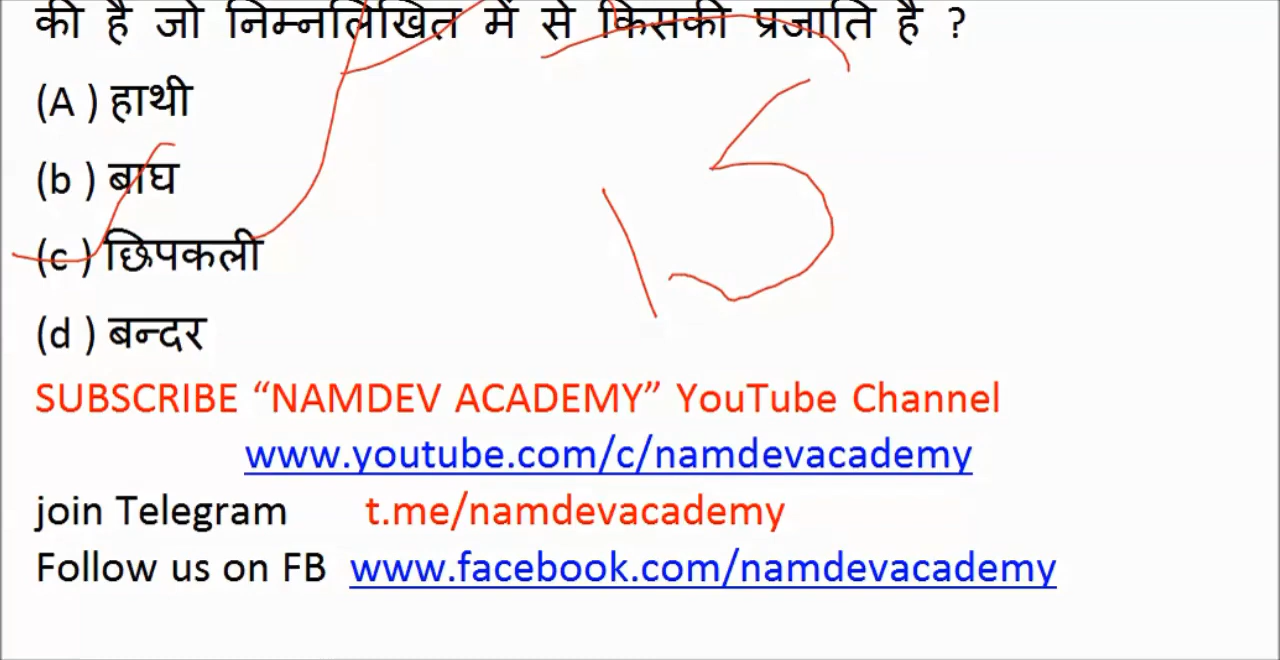 की है जो निम्नलिखित में से किसकी प्रजाति है ?
(A ) हाथी
(b ) बाघ
(c ) छिपकली
(d ) बन्दर
15
SUBSCRIBE “NAMDEV ACADEMY” YouTube Channel
www.youtube.com/c/namdevacademy
join Telegram t.me/namdevacademy
Follow us on FB www.facebook.com/namdevacademy